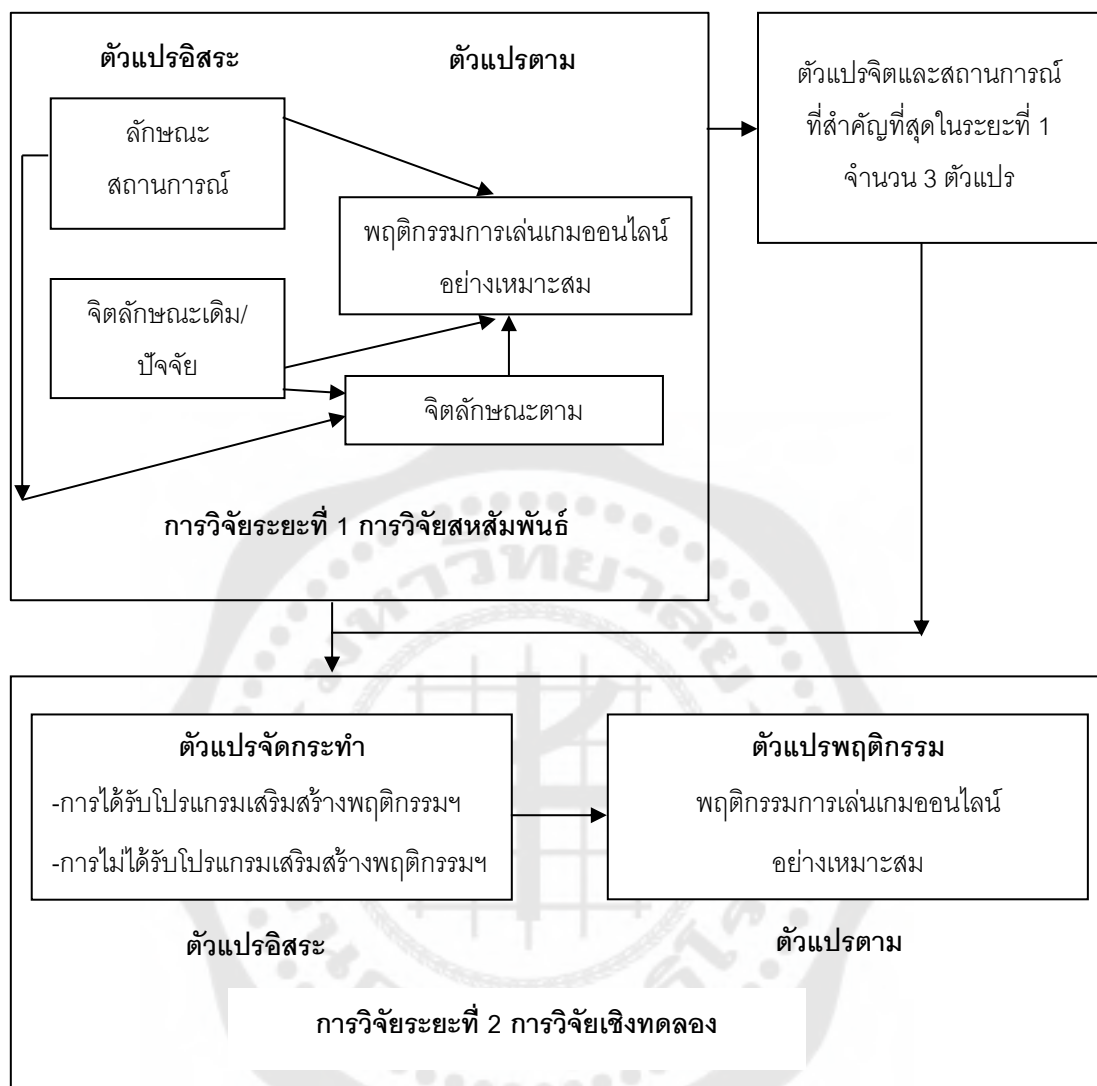 ตัวแปรอิสระ
ตัวแปรตาม
ลักษณะ
สถานการณ์
พฤติกรรมการเล่นเกมออนไลน์
อย่างเหมาะสม
จิตลักษณะเดิม/
ปัจจัย
จิตลักษณะตาม
การวิจัยระยะที่ 1 การวิจัยสหสัมพันธ์
ตัวแปรจิตและสถานการณ์
ที่สำคัญที่สุดในระยะที่ 1
จำนวน 3 ตัวแปร
ตัวแปรจัดกระทำ
-การได้รับโปรแกรมเสริมสร้างพฤติกรรมฯ
-การไม่ได้รับโปรแกรมเสริมสร้างพฤติกรรมฯ
ตัวแปรพฤติกรรม
พฤติกรรมการเล่นเกมออนไลน์
อย่างเหมาะสม
ตัวแปรอิสระ
ตัวแปรตาม
การวิจัยระยะที่ 2 การวิจัยเชิงทดลอง